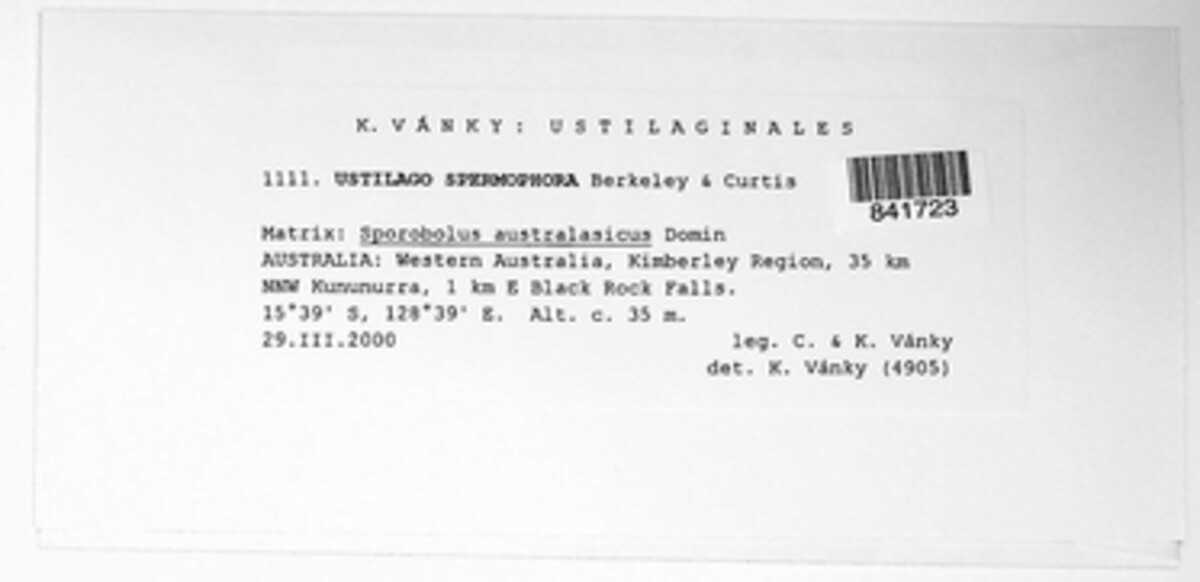 K. VÁNKY: USTILAGINALES
1111. USTILAGO SPERMOPHORA Berkeley & Curtis
841723
Matrix: Sporobolus australasicus Domin
AUSTRALIA: Western Australia, Kimberley Region, 35 km
NNW Kununurra, 1 km E Black Rock Falls.
15°39' S, 128°39' E. Alt. c. 35 m.
29.III.2000 leg. C. & K. Vánky
det. K. Vánky (4905)